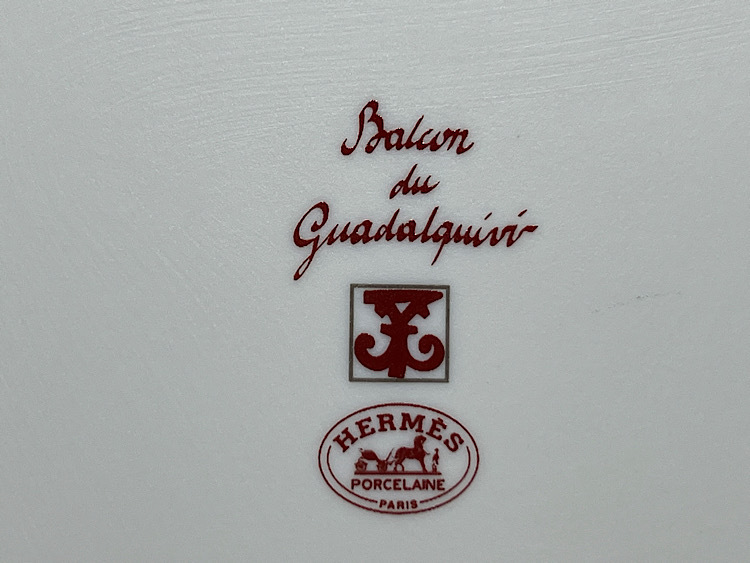 Balcon
du
Guadalquivir
HERMÈS
PORCELAINE
PARIS